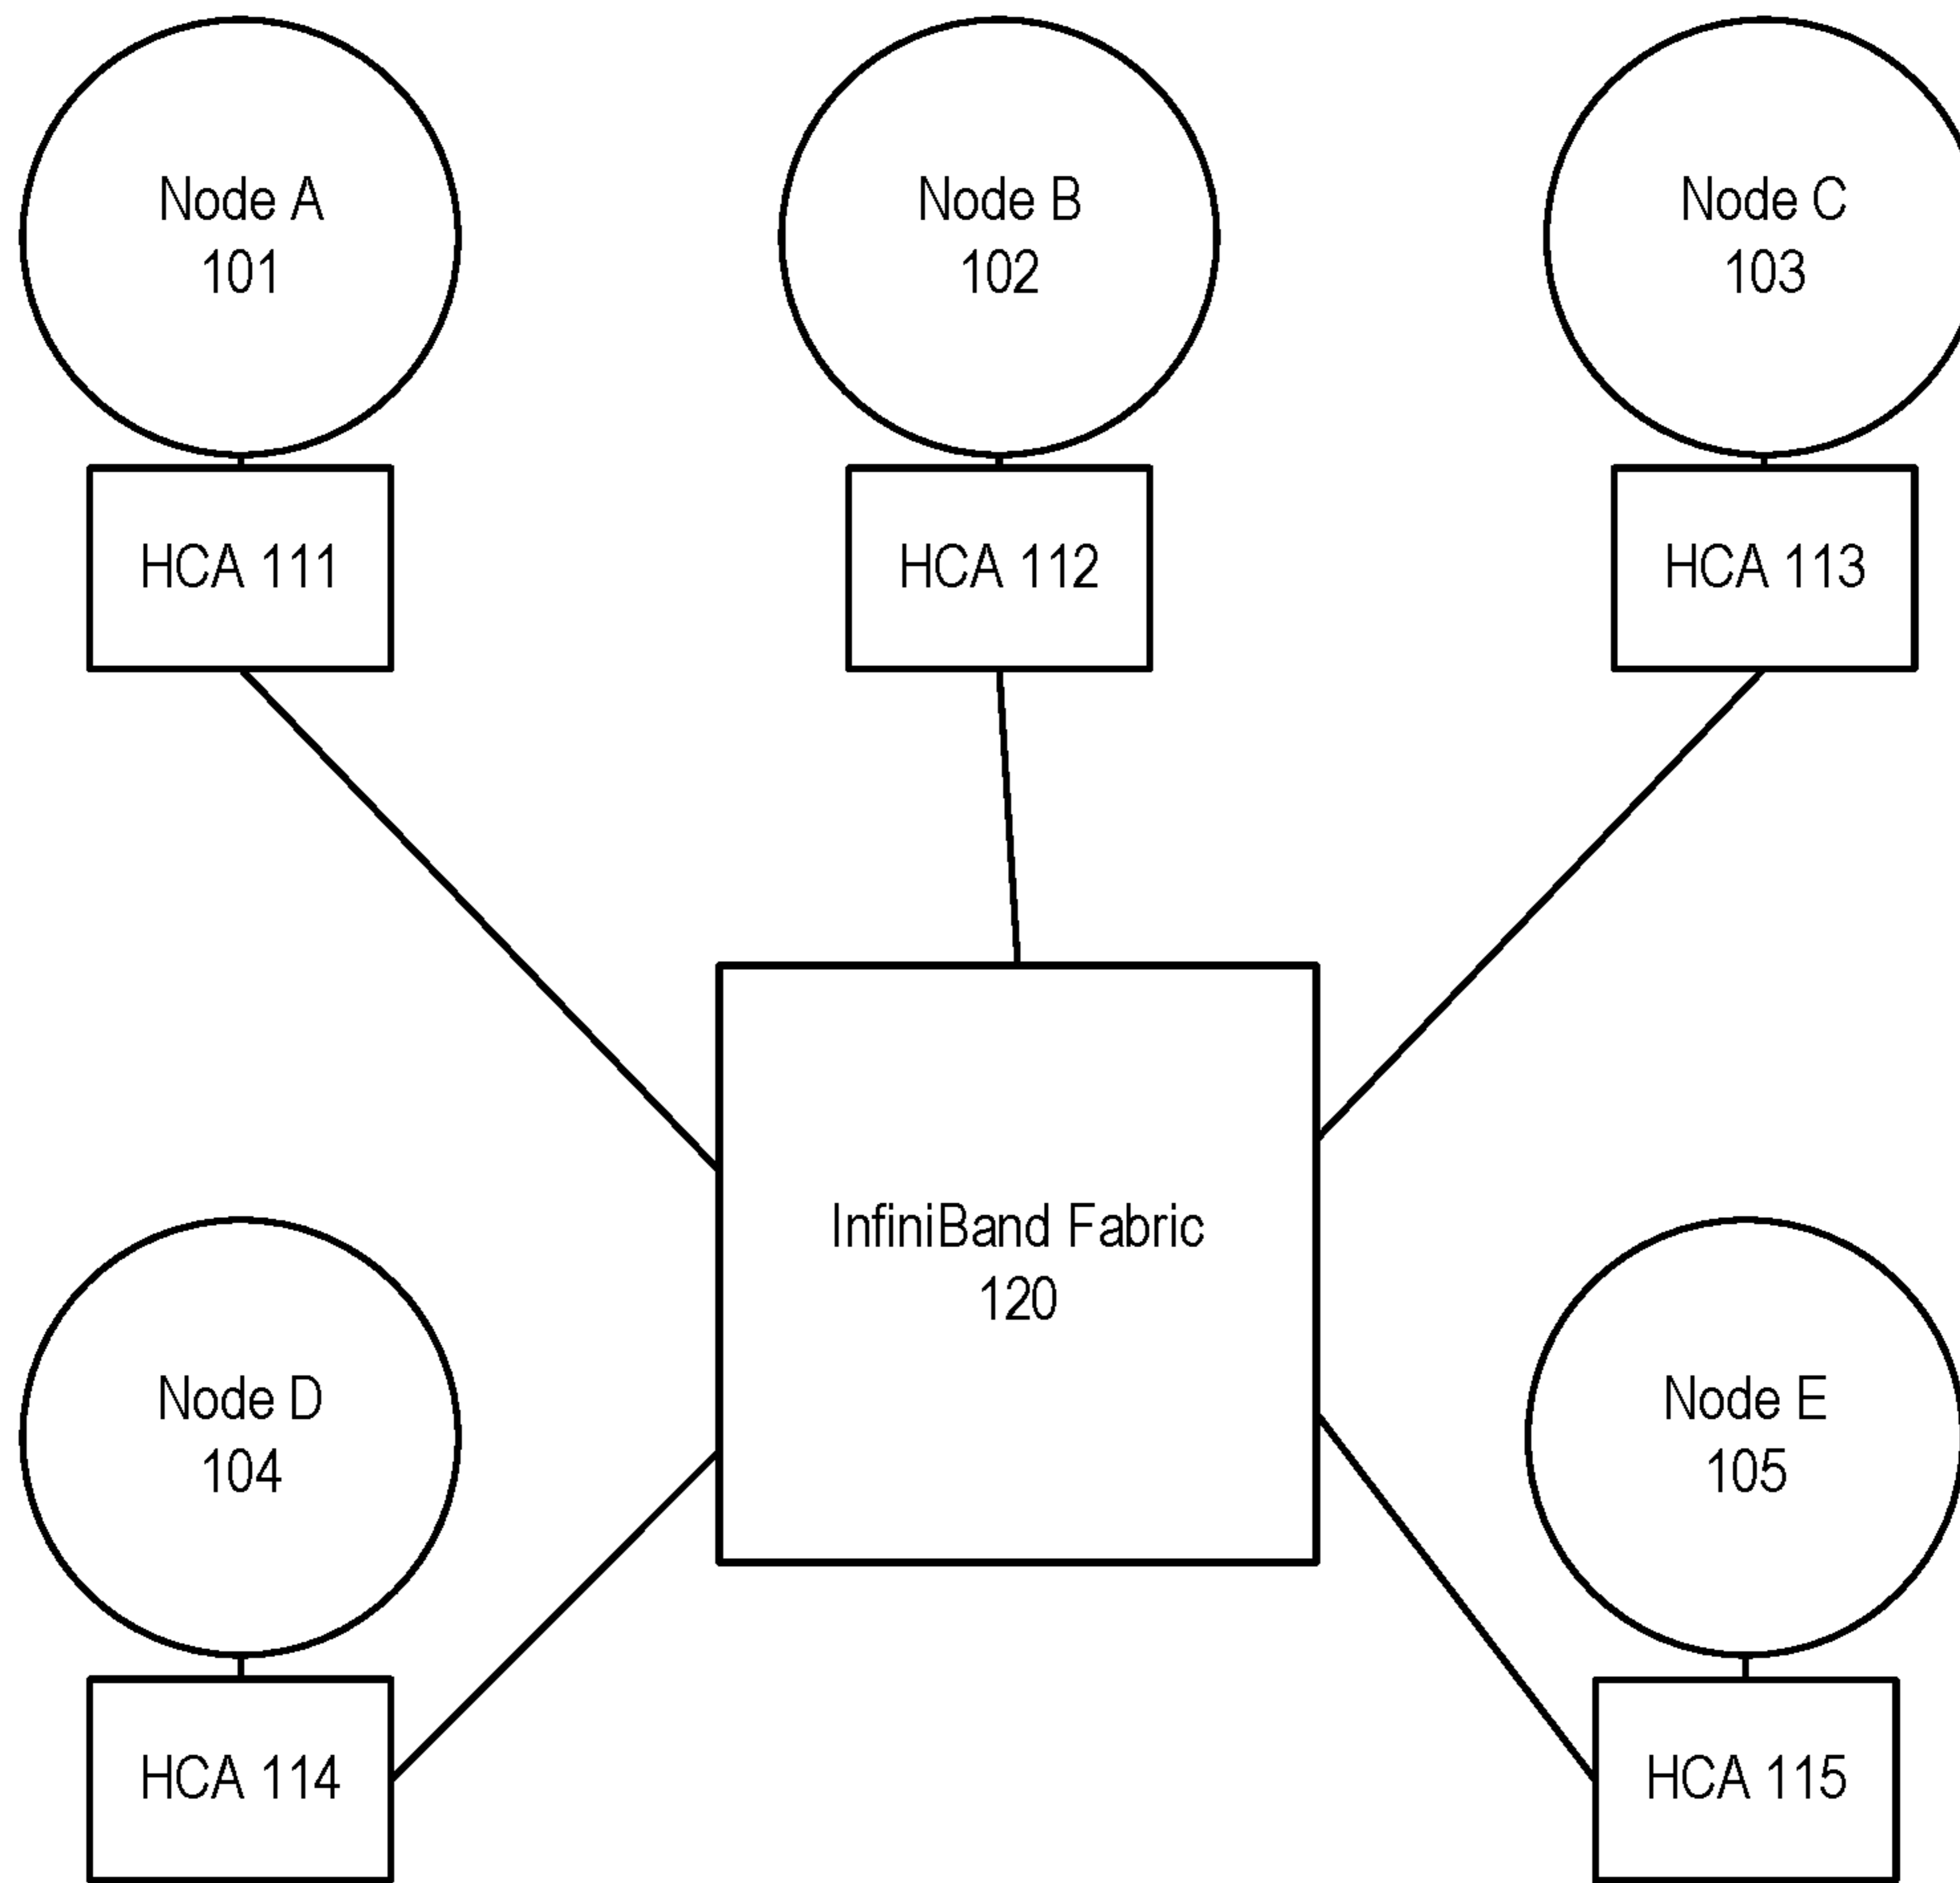 Node A
101
Node B
102
Node C
103
HCA 111
HCA 112
HCA 113
InfiniBand Fabric
120
Node D
104
Node E
105
HCA 114
HCA 115